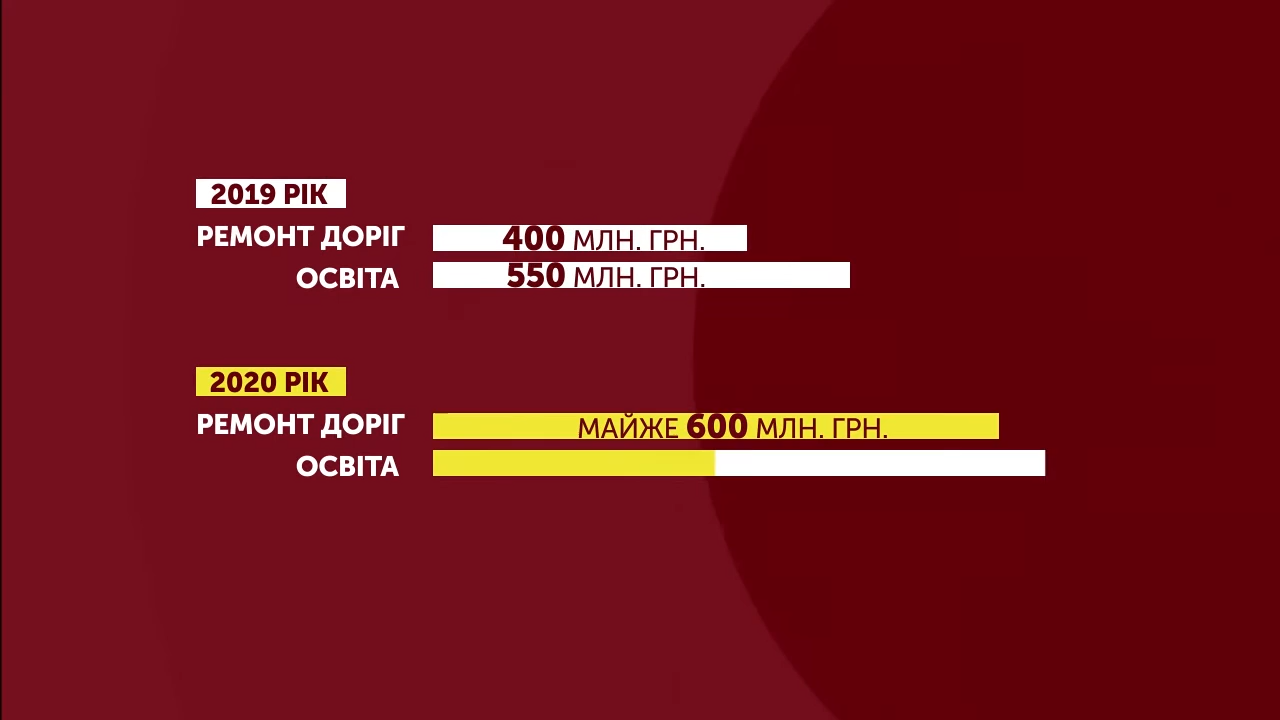 2019 РІК
РЕМОНТ ДОРІГ 400 МЛН. ГРН.
ОСВІТА 550 МЛН. ГРН.
2020 РІК
РЕМОНТ ДОРІГ МАЙЖЕ 600 МЛН. ГРН.
ОСВІТА